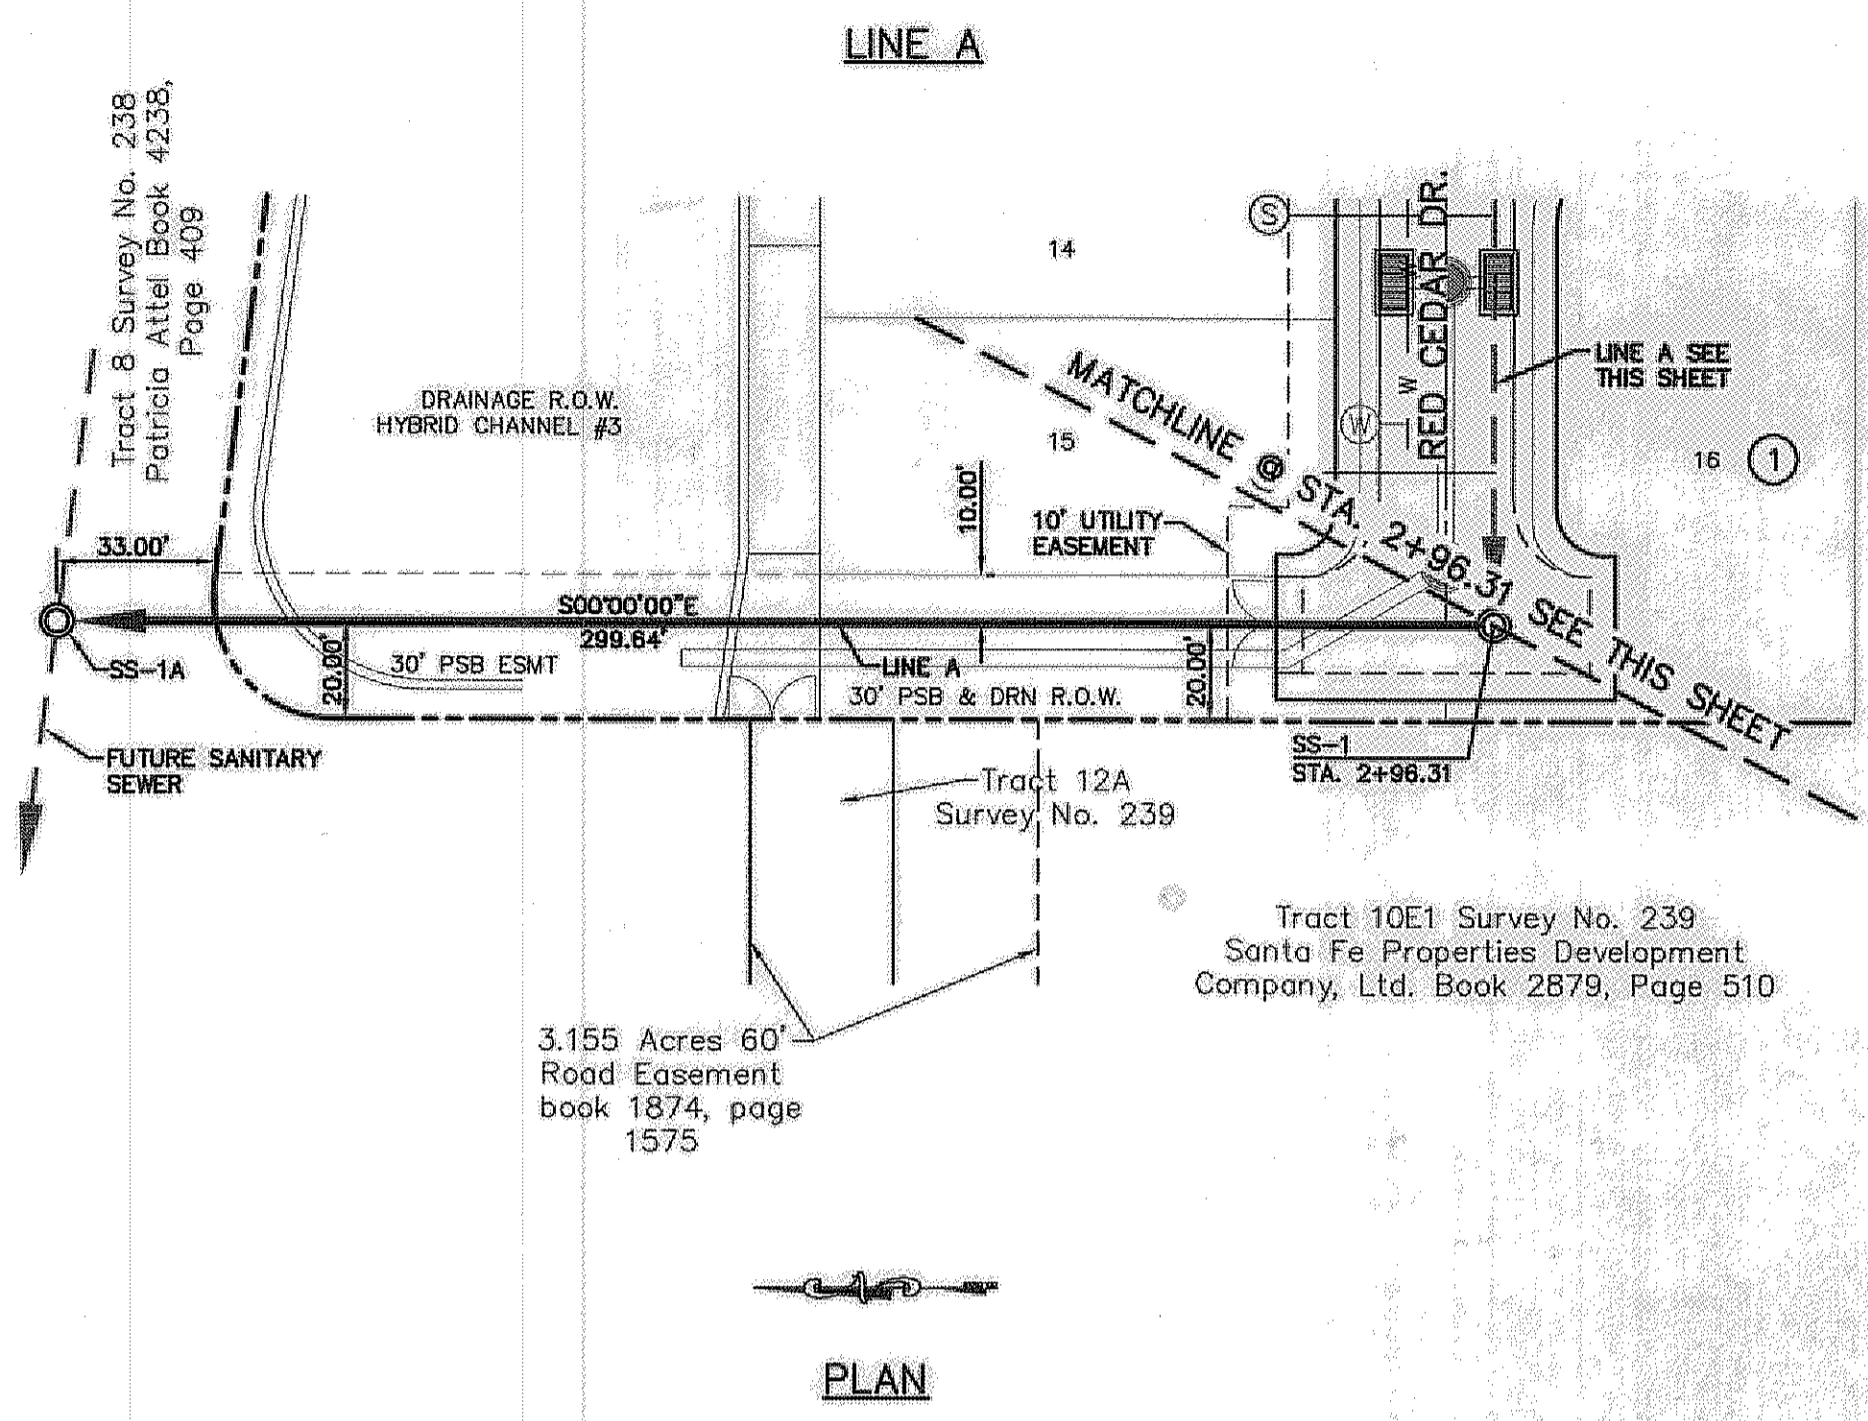 LINE A
Tract 8 Survey No. 238
Patricia Attel Book 4238,
Page 409
14
S
RED CEDAR DR.
LINE A SEE
THIS SHEET
DRAINAGE R.O.W.
HYBRID CHANNEL #3
MATCHLINE @ STA. 2+96.31 SEE THIS SHEET
15
W
W
W
16
1
10.00'
10' UTILITY
EASEMENT
33.00'
S00°00'00"E
299.64'
SS-1A
20.00'
30' PSB ESMT
LINE A
30' PSB & DRN R.O.W.
20.00'
FUTURE SANITARY
SEWER
SS-1
STA. 2+96.31
Tract 12A
Survey No. 239
Tract 10E1 Survey No. 239
Santa Fe Properties Development
Company, Ltd. Book 2879, Page 510
3.155 Acres 60'
Road Easement
book 1874, page
1575
PLAN